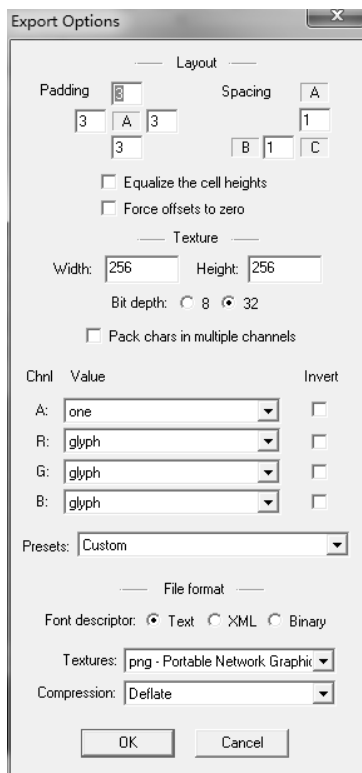 Export Options
Layout
Padding 3 Spacing A
3 A 3 1
3 B 1 C
Equalize the cell heights
Force offsets to zero
Texture
Width: 256 Height: 256
Bit depth: 8 32
Pack chars in multiple channels
Chnl Value Invert
A: one
R: glyph
G: glyph
B: glyph
Presets: Custom
File format
Font descriptor: Text XML Binary
Textures: png - Portable Network Graphic
Compression: Deflate
OK Cancel